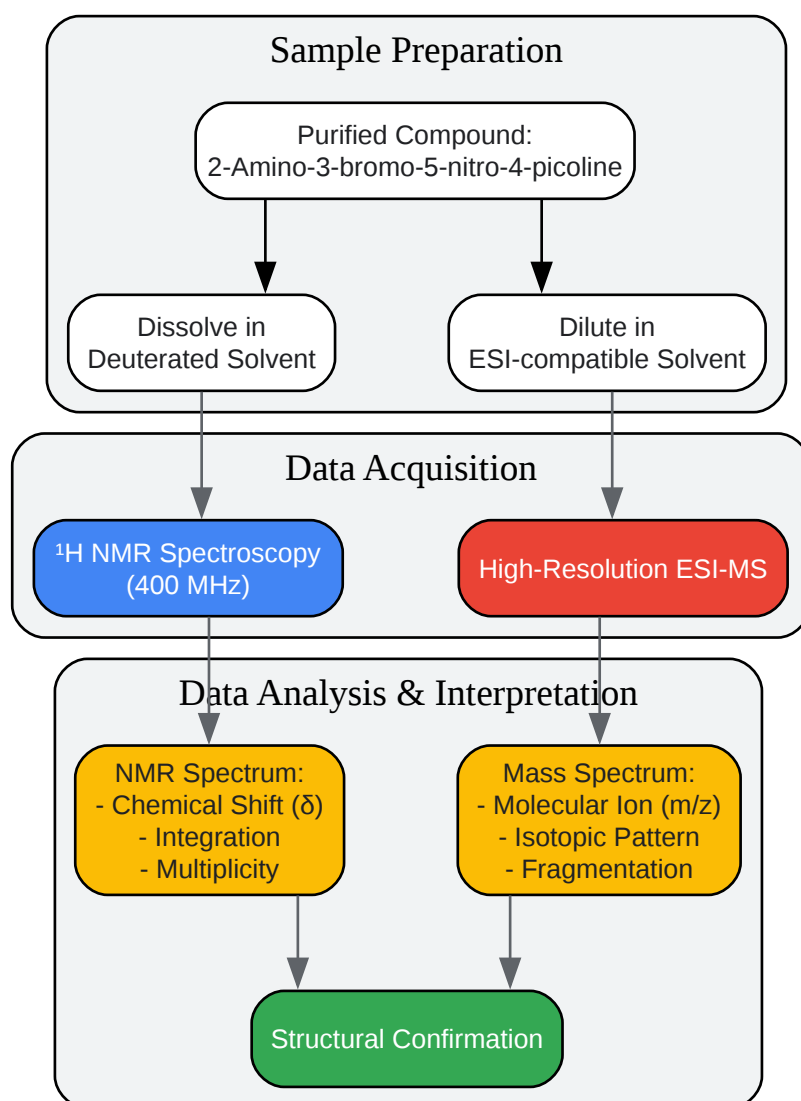 Sample Preparation
Purified Compound:
2-Amino-3-bromo-5-nitro-4-picoline
Dissolve in
Deuterated Solvent
Dilute in
ESI-compatible Solvent
Data Acquisition
¹H NMR Spectroscopy
(400 MHz)
High-Resolution ESI-MS
Data Analysis & Interpretation
NMR Spectrum:
- Chemical Shift (δ)
- Integration
- Multiplicity
Mass Spectrum:
- Molecular Ion (m/z)
- Isotopic Pattern
- Fragmentation
Structural Confirmation